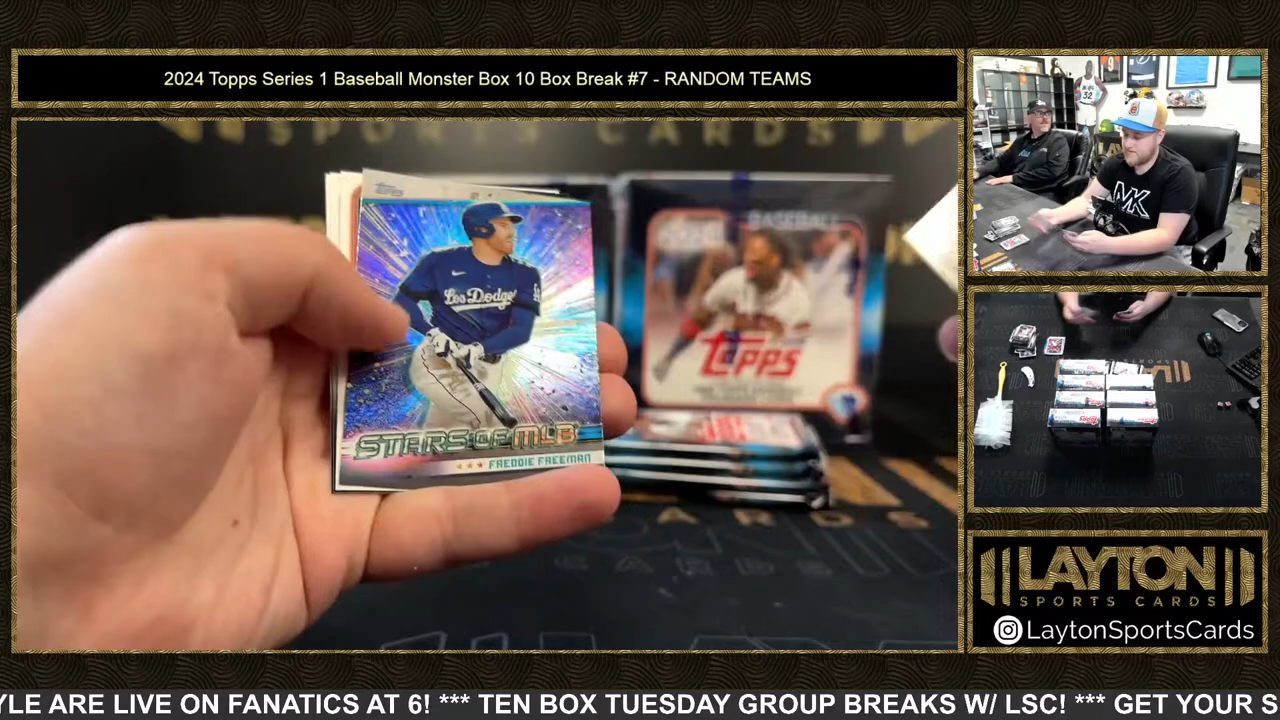 2024 Topps Series 1 Baseball Monster Box 10 Box Break #7 - RANDOM TEAMS
TOPPS
Los Dodgers
STARS OF MLB
FREDDIE FREEMAN
BASEBALL
TOPPS
32
LAYTON
SPORTS CARDS
LaytonSportsCards
YLE ARE LIVE ON FANATICS AT 6! *** TEN BOX TUESDAY GROUP BREAKS W/ LSC! *** GET YOUR S